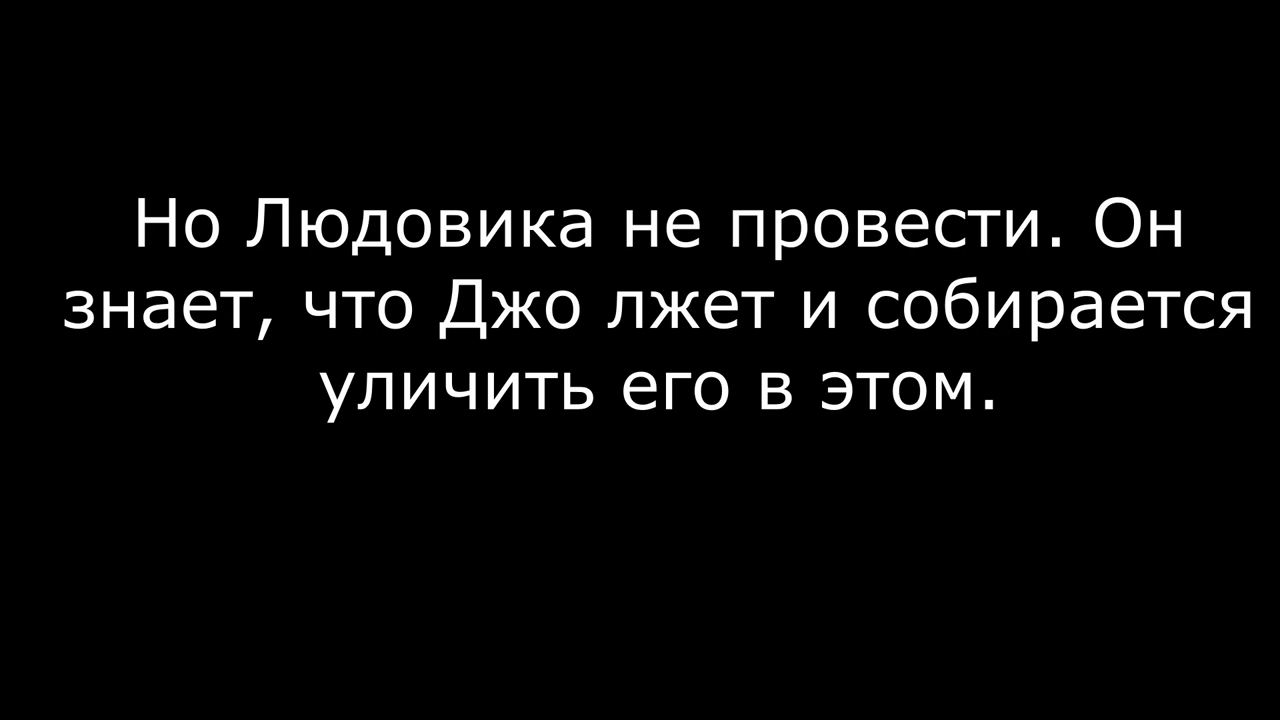 Но Людовика не провести. Он
знает, что Джо лжет и собирается
уличить его в этом.